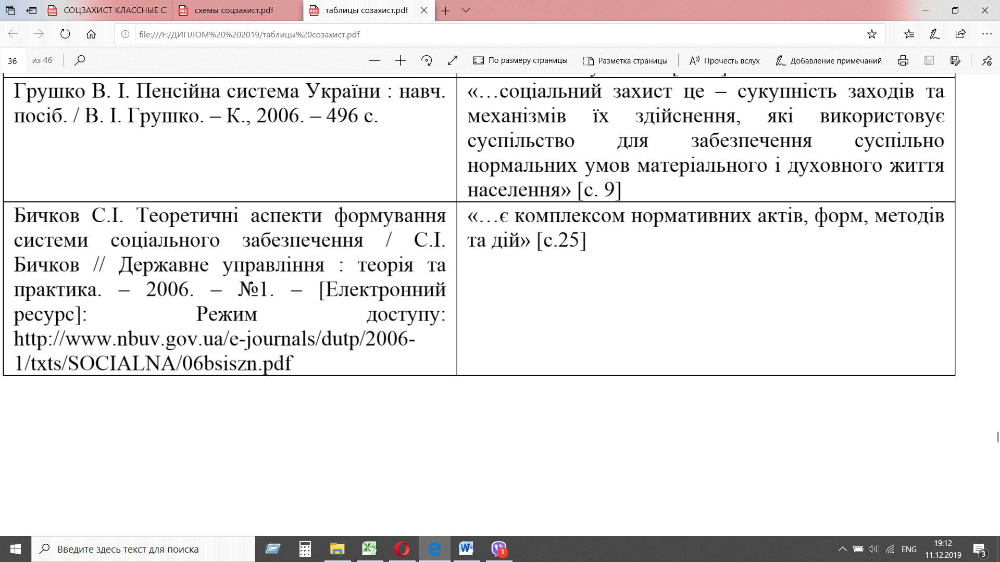 СОЦЗАХИСТ КЛАССНЫЕ С
схемы соцзахист.pdf
таблицы созахист.pdf
file:///F:/ДИПЛОМ%20%202019/таблицы%20созахист.pdf
36 из 46
По размеру страницы
Разметка страницы
Прочесть вслух
Добавление примечаний
Грушко В. І. Пенсійна система України : навч.
посіб. / В. І. Грушко. – К., 2006. – 496 с.
«…соціальний захист це – сукупність заходів та
механізмів їх здійснення, які використовує
суспільство для забезпечення суспільно
нормальних умов матеріального і духовного життя
населення» [с. 9]
Бичков С.І. Теоретичні аспекти формування
системи соціального забезпечення / С.І.
Бичков // Державне управління : теорія та
практика. – 2006. – №1. – [Електронний
ресурс]: Режим доступу:
http://www.nbuv.gov.ua/e-journals/dutp/2006-
1/txts/SOCIALNA/06bsiszn.pdf
«…є комплексом нормативних актів, форм, методів
та дій» [с.25]
Введите здесь текст для поиска
1
ENG
19:12
11.12.2019
3